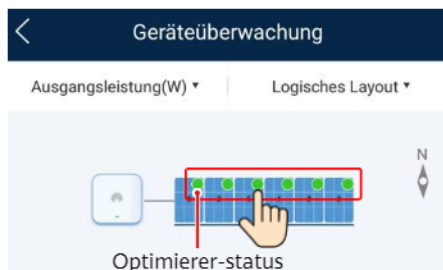 Geräteüberwachung
Ausgangsleistung(W) ▾ Logisches Layout ▾
N
Optimierer-status